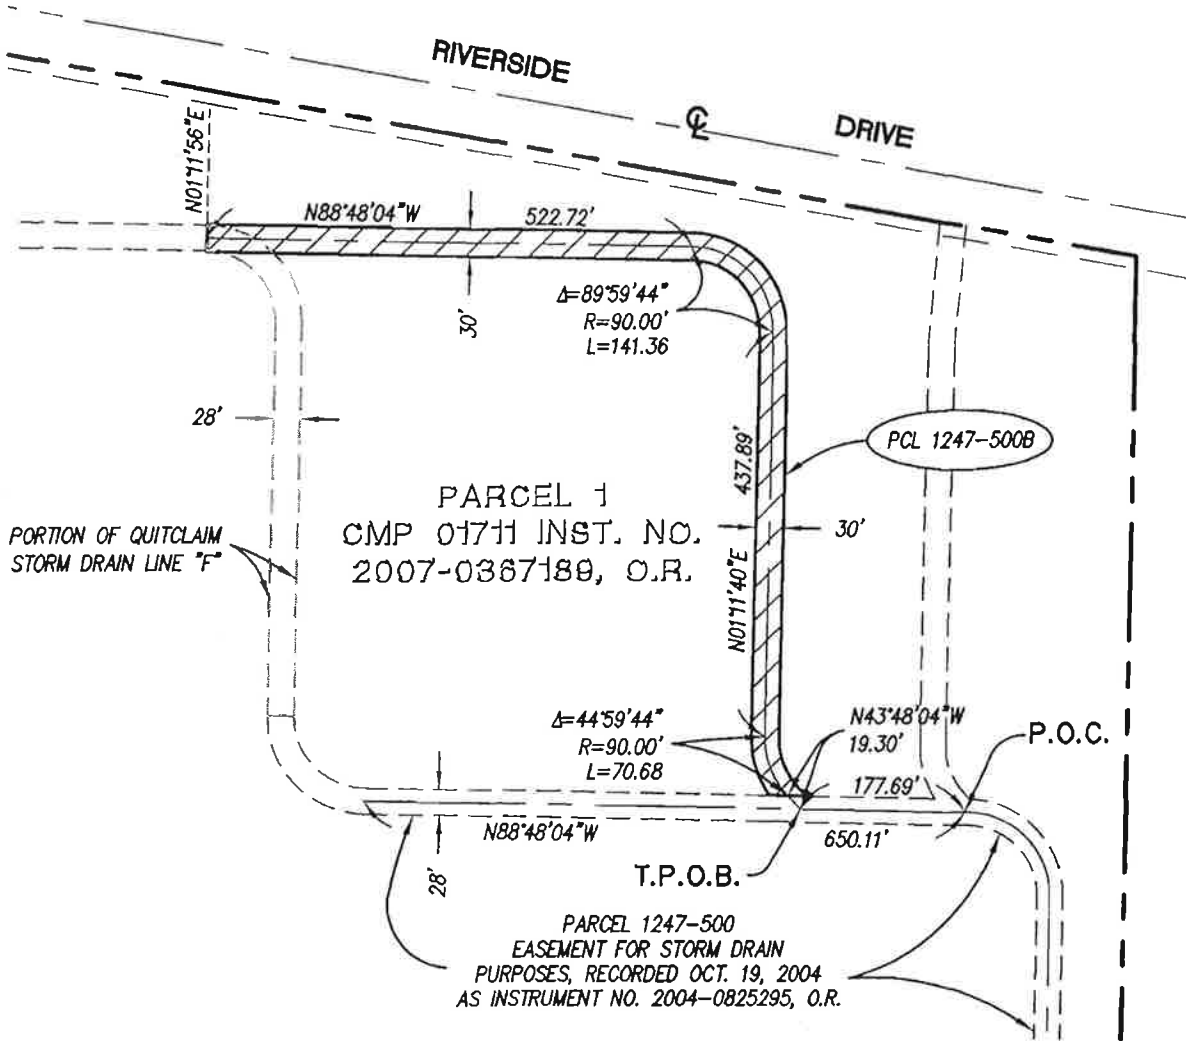 RIVERSIDE
℄
DRIVE
N01°11'56"E
N88°48'04"W
522.72'
Δ=89°59'44"
R=90.00'
L=141.36
30'
28'
PCL 1247-500B
437.89'
PARCEL 1
CMP 01711 INST. NO.
2007-0367189, O.R.
30'
PORTION OF QUITCLAIM
STORM DRAIN LINE "F"
N01°11'40"E
Δ=44°59'44"
R=90.00'
L=70.68
N43°48'04"W
19.30'
P.O.C.
177.69'
N88°48'04"W
650.11'
28'
T.P.O.B.
PARCEL 1247-500
EASEMENT FOR STORM DRAIN
PURPOSES, RECORDED OCT. 19, 2004
AS INSTRUMENT NO. 2004-0825295, O.R.